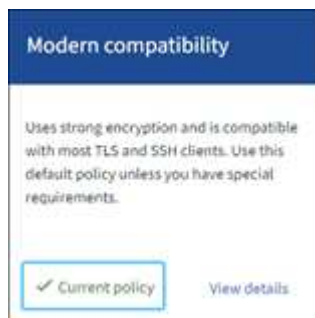 Modern compatibility
Uses strong encryption and is compatible
with most TLS and SSH clients. Use this
default policy unless you have special
requirements.
✓ Current policy
View details